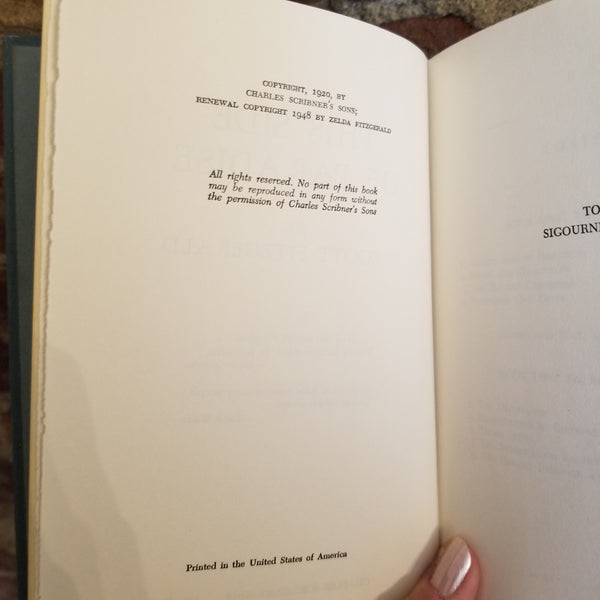 COPYRIGHT, 1920, BY
CHARLES SCRIBNER'S SONS;
RENEWAL COPYRIGHT 1948 BY ZELDA FITZGERALD
All rights reserved. No part of this book
may be reproduced in any form without
the permission of Charles Scribner's Sons
Printed in the United States of America
TO